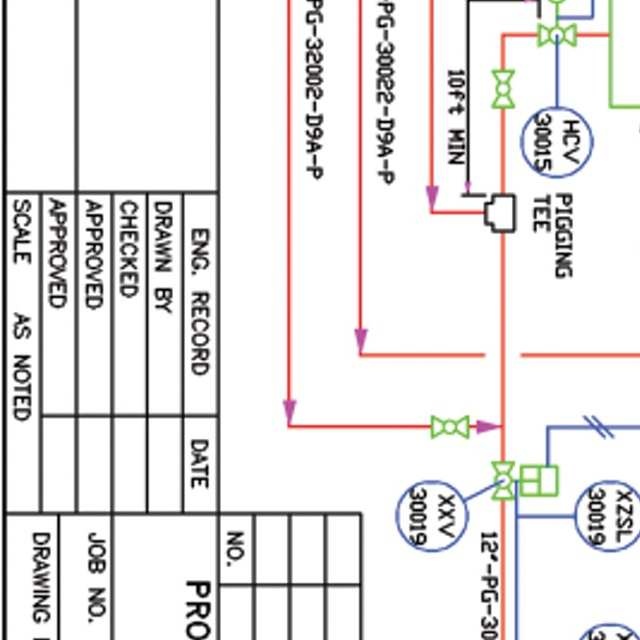 PG-32002-D9A-P
PG-30022-D9A-P
10ft MIN
HCV
30015
PIGGING
TEE
XXV
30019
XZSL
30019
12"-PG-30
ENG. RECORD
DATE
DRAWN BY
CHECKED
APPROVED
APPROVED
SCALE AS NOTED
NO.
PRO
JOB NO.
DRAWING